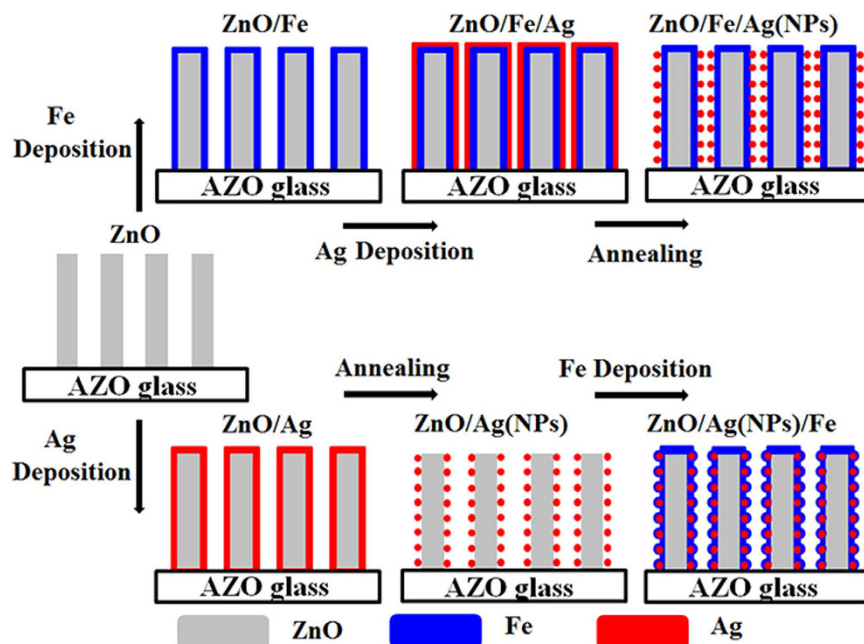 ZnO/Fe
ZnO/Fe/Ag
ZnO/Fe/Ag(NPs)
Fe
Deposition
AZO glass
AZO glass
AZO glass
ZnO
Ag Deposition
Annealing
AZO glass
Annealing
Fe Deposition
Ag
Deposition
ZnO/Ag
ZnO/Ag(NPs)
ZnO/Ag(NPs)/Fe
AZO glass
AZO glass
AZO glass
ZnO
Fe
Ag